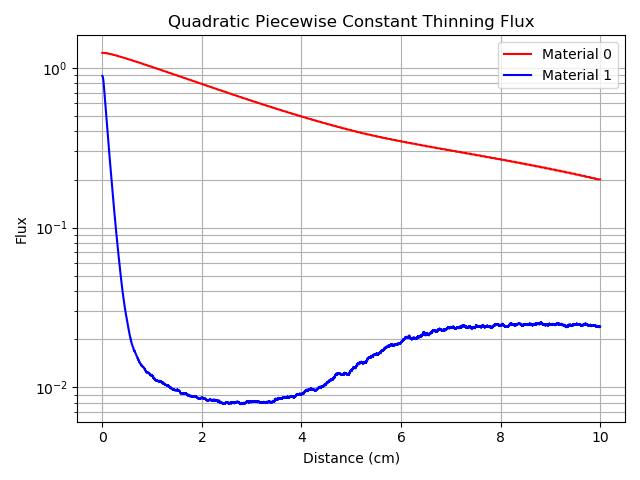 Quadratic Piecewise Constant Thinning Flux
Material 0
Material 1
Flux
10^0
10^-1
10^-2
0 2 4 6 8 10
Distance (cm)